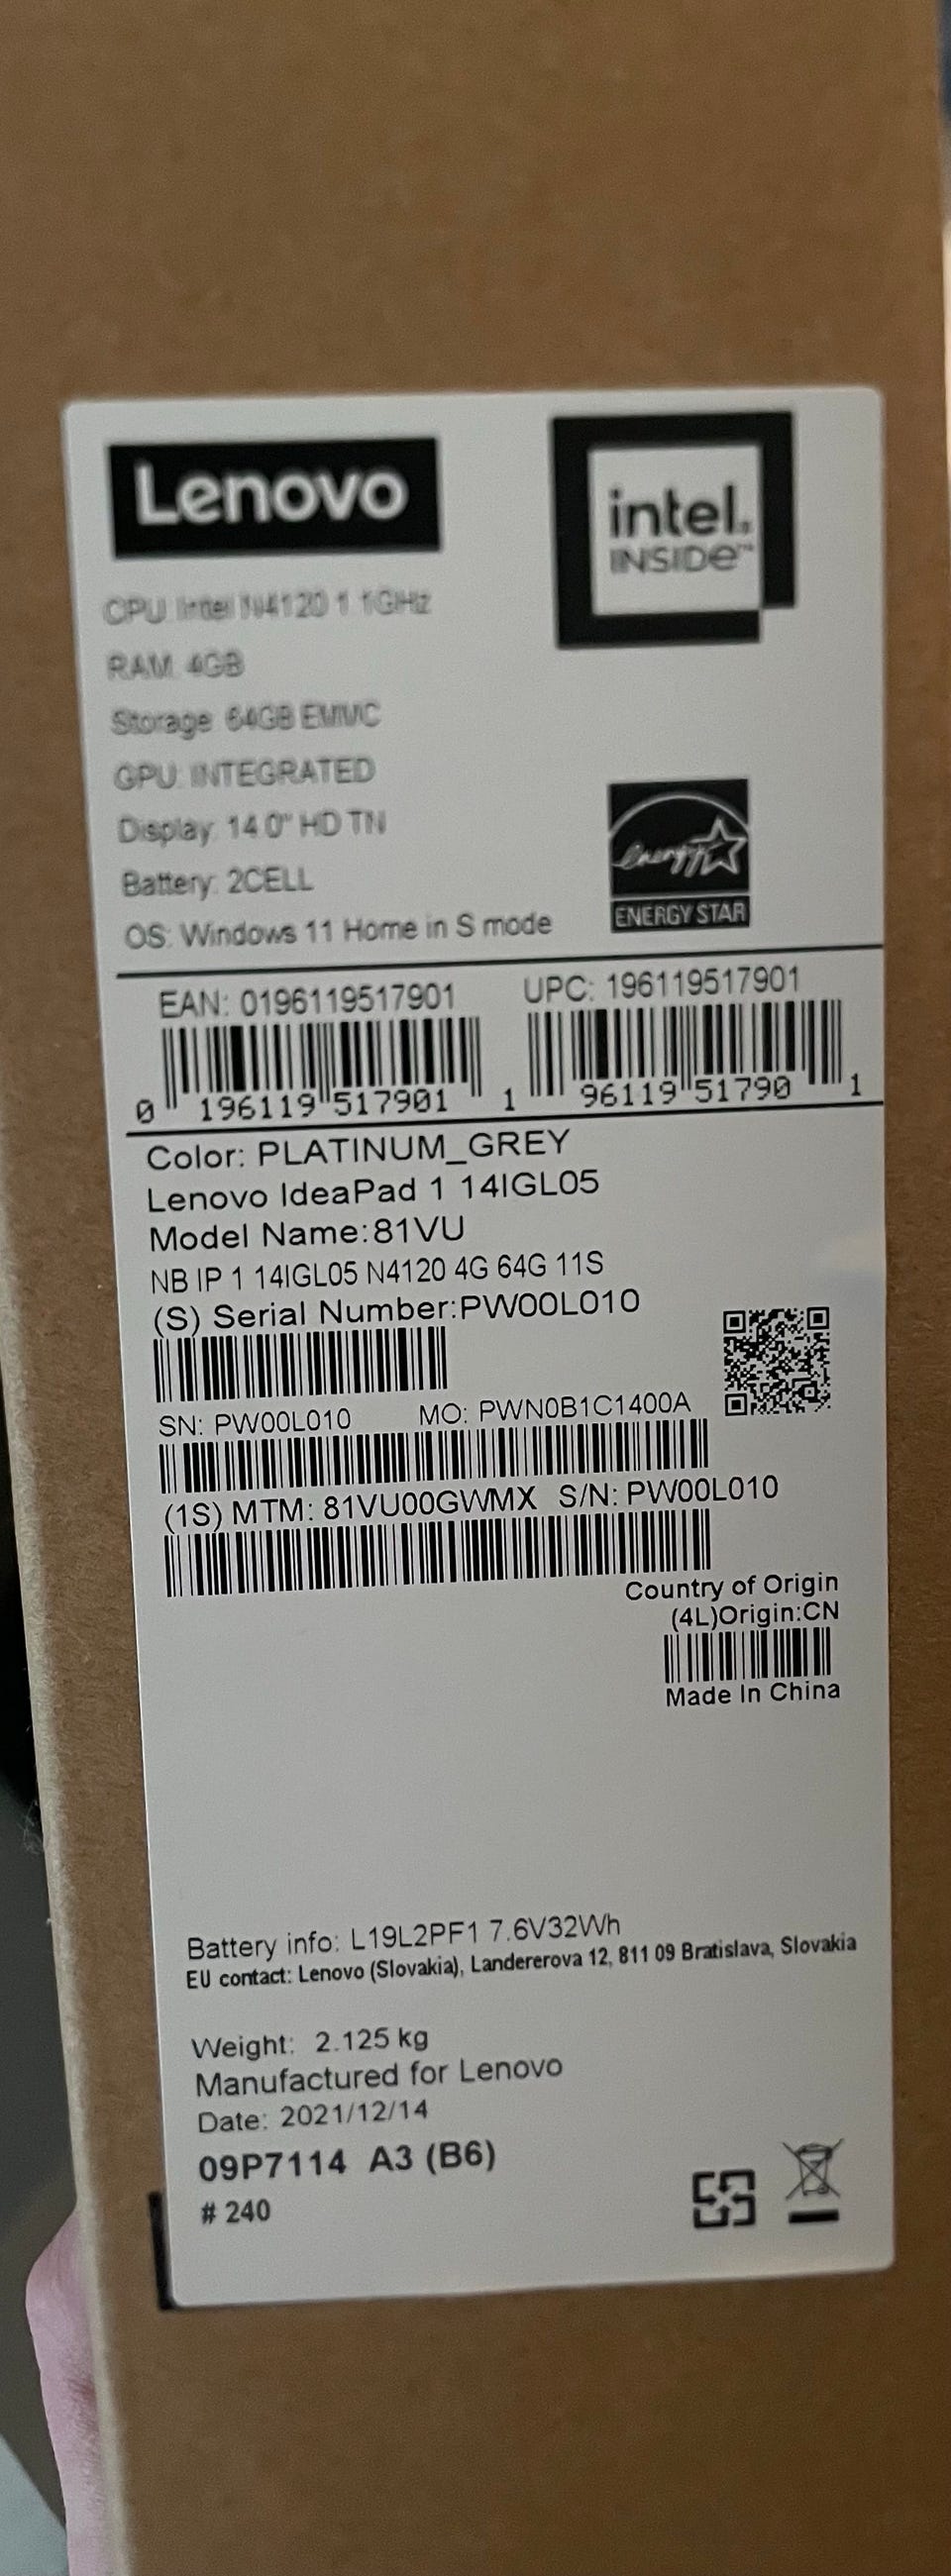 Lenovo
intel.
INSIDe™
CPU: Intel N4120 1.1GHz
RAM: 4GB
Storage: 64GB EMMC
GPU: INTEGRATED
Display: 14.0" HD TN
Battery: 2CELL
OS: Windows 11 Home in S mode
energy
ENERGY STAR
EAN: 0196119517901 UPC: 196119517901
0 196119 517901 1 96119 51790 1
Color: PLATINUM_GREY
Lenovo IdeaPad 1 14IGL05
Model Name:81VU
NB IP 1 14IGL05 N4120 4G 64G 11S
(S) Serial Number:PW00L010
SN: PW00L010 MO: PWN0B1C1400A
(1S) MTM: 81VU00GWMX S/N: PW00L010
Country of Origin
(4L)Origin:CN
Made In China
Battery info: L19L2PF1 7.6V32Wh
EU contact: Lenovo (Slovakia), Landererova 12, 811 09 Bratislava, Slovakia
Weight: 2.125 kg
Manufactured for Lenovo
Date: 2021/12/14
09P7114 A3 (B6)
# 240